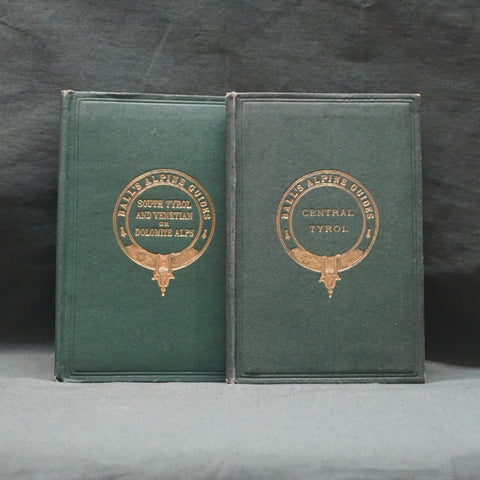 BALL'S ALPINE GUIDES
SOUTH TYROL
AND VENETIAN
OR
DOLOMITE ALPS
BALL'S ALPINE GUIDES
CENTRAL
TYROL